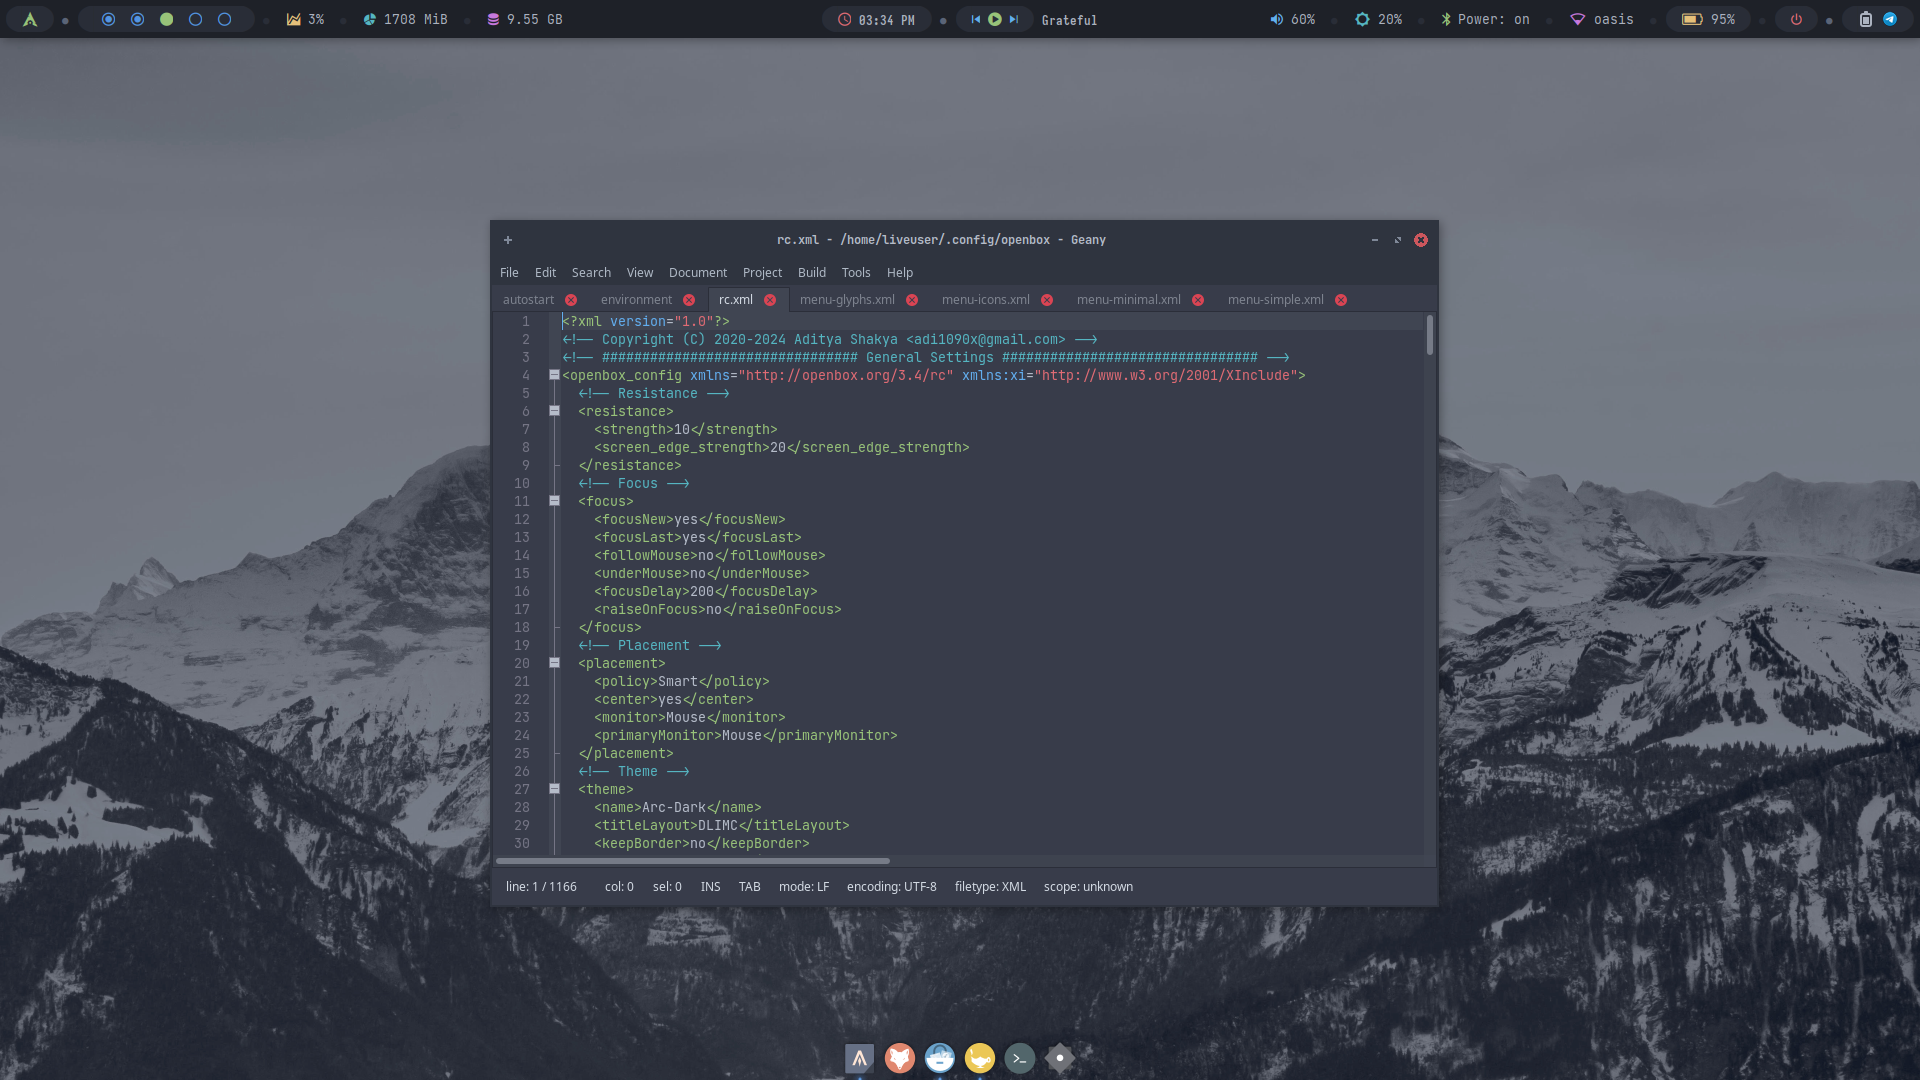 3% 1708 MiB 9.55 GB 03:34 PM Grateful 60% 20% Power: on oasis 95%
rc.xml - /home/liveuser/.config/openbox - Geany
File Edit Search View Document Project Build Tools Help
autostart environment rc.xml menu-glyphs.xml menu-icons.xml menu-minimal.xml menu-simple.xml
1 <?xml version="1.0"?>
2 <!-- Copyright (C) 2020-2024 Aditya Shakya <adi1090x@gmail.com> -->
3 <!-- ################################ General Settings ################################ -->
4 <openbox_config xmlns="http://openbox.org/3.4/rc" xmlns:xi="http://www.w3.org/2001/XInclude">
5 <!-- Resistance -->
6 <resistance>
7 <strength>10</strength>
8 <screen_edge_strength>20</screen_edge_strength>
9 </resistance>
10 <!-- Focus -->
11 <focus>
12 <focusNew>yes</focusNew>
13 <focusLast>yes</focusLast>
14 <followMouse>no</followMouse>
15 <underMouse>no</underMouse>
16 <focusDelay>200</focusDelay>
17 <raiseOnFocus>no</raiseOnFocus>
18 </focus>
19 <!-- Placement -->
20 <placement>
21 <policy>Smart</policy>
22 <center>yes</center>
23 <monitor>Mouse</monitor>
24 <primaryMonitor>Mouse</primaryMonitor>
25 </placement>
26 <!-- Theme -->
27 <theme>
28 <name>Arc-Dark</name>
29 <titleLayout>DLIMC</titleLayout>
30 <keepBorder>no</keepBorder>
line: 1 / 1166 col: 0 sel: 0 INS TAB mode: LF encoding: UTF-8 filetype: XML scope: unknown